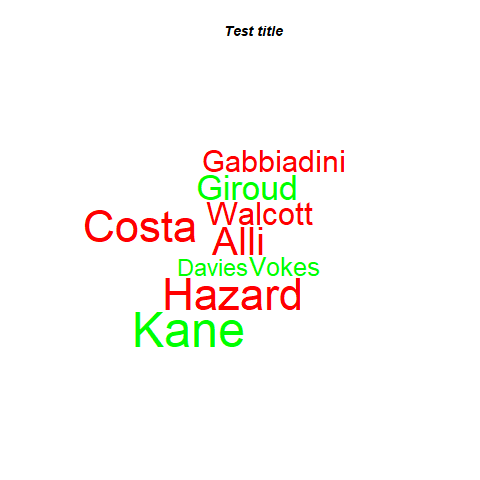 Test title
Gabbiadini
Giroud
Walcott
Costa
Alli
Davies Vokes
Hazard
Kane